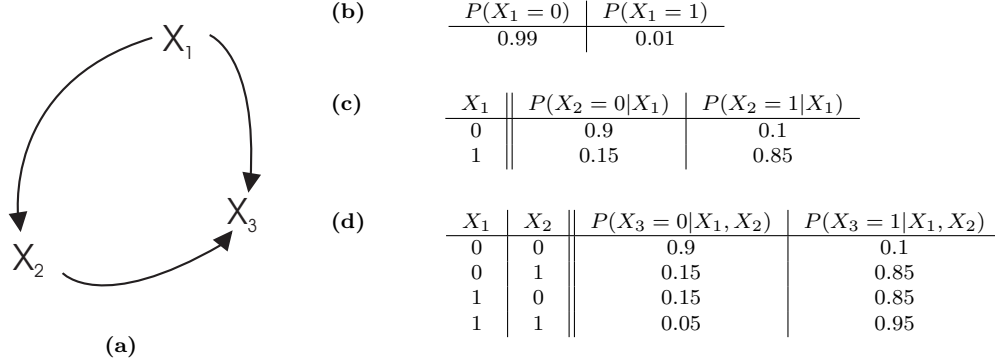 X₁
X₂
X₃
(a)
(b)
P(X₁ = 0) P(X₁ = 1)
0.99 0.01
(c)
X₁ P(X₂ = 0|X₁) P(X₂ = 1|X₁)
0 0.9 0.1
1 0.15 0.85
(d)
X₁ X₂ P(X₃ = 0|X₁, X₂) P(X₃ = 1|X₁, X₂)
0 0 0.9 0.1
0 1 0.15 0.85
1 0 0.15 0.85
1 1 0.05 0.95